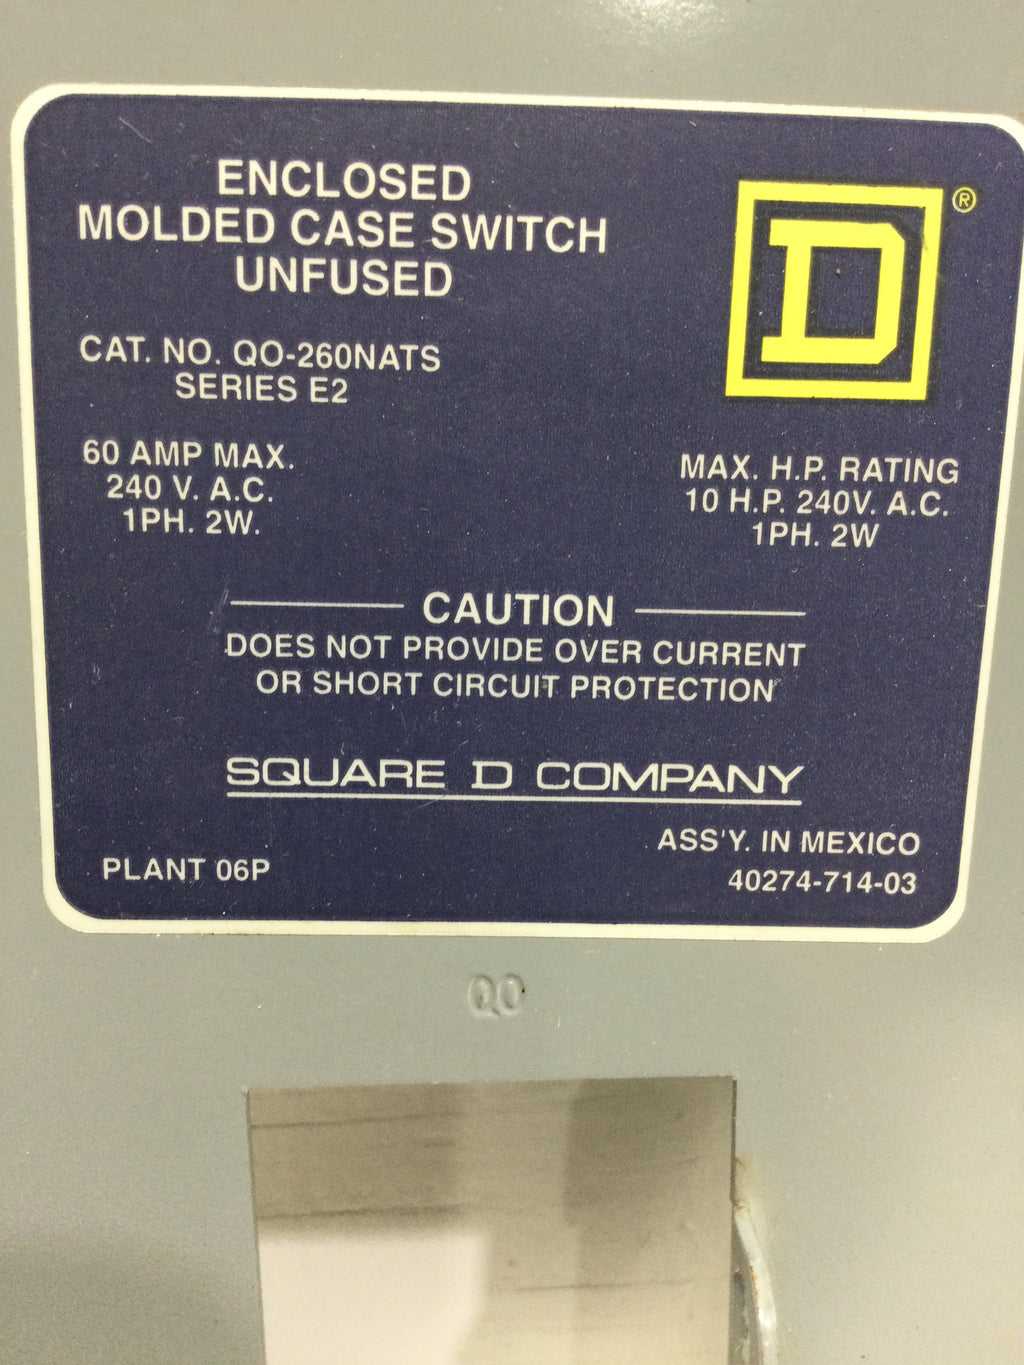 ENCLOSED
MOLDED CASE SWITCH
UNFUSED
D ®
CAT. NO. QO-260NATS
SERIES E2
60 AMP MAX.
240 V. A.C.
1PH. 2W.
MAX. H.P. RATING
10 H.P. 240V. A.C.
1PH. 2W
CAUTION
DOES NOT PROVIDE OVER CURRENT
OR SHORT CIRCUIT PROTECTION
SQUARE D COMPANY
PLANT 06P
ASS'Y. IN MEXICO
40274-714-03
QO